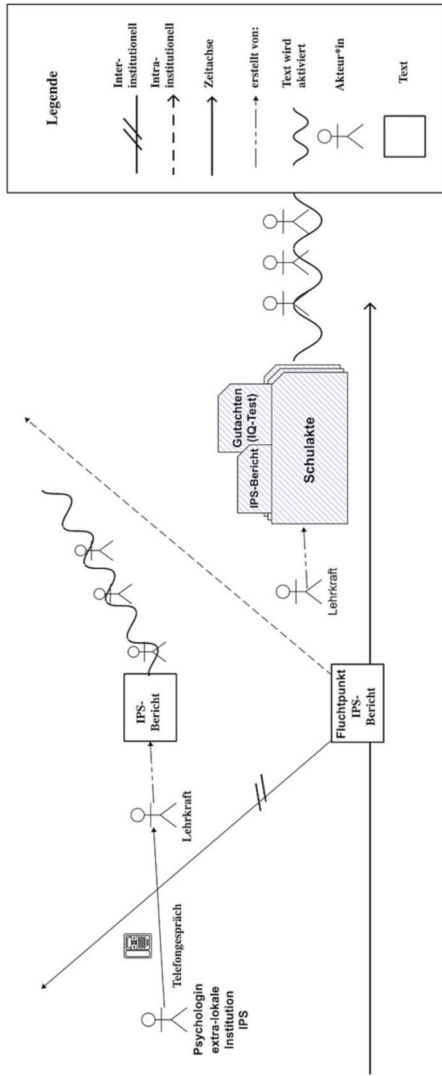 Psychologin
extra-lokale
Institution
IPS
Telefongespräch
Lehrkraft
IPS-
Bericht
Fluchtpunkt
IPS-
Bericht
Lehrkraft
IPS-Bericht
Gutachten
(IQ-Test)
Schulakte
Legende
Inter-
institutionell
Intra-
institutionell
Zeitachse
erstellt von:
Text wird
aktiviert
Akteur*in
Text